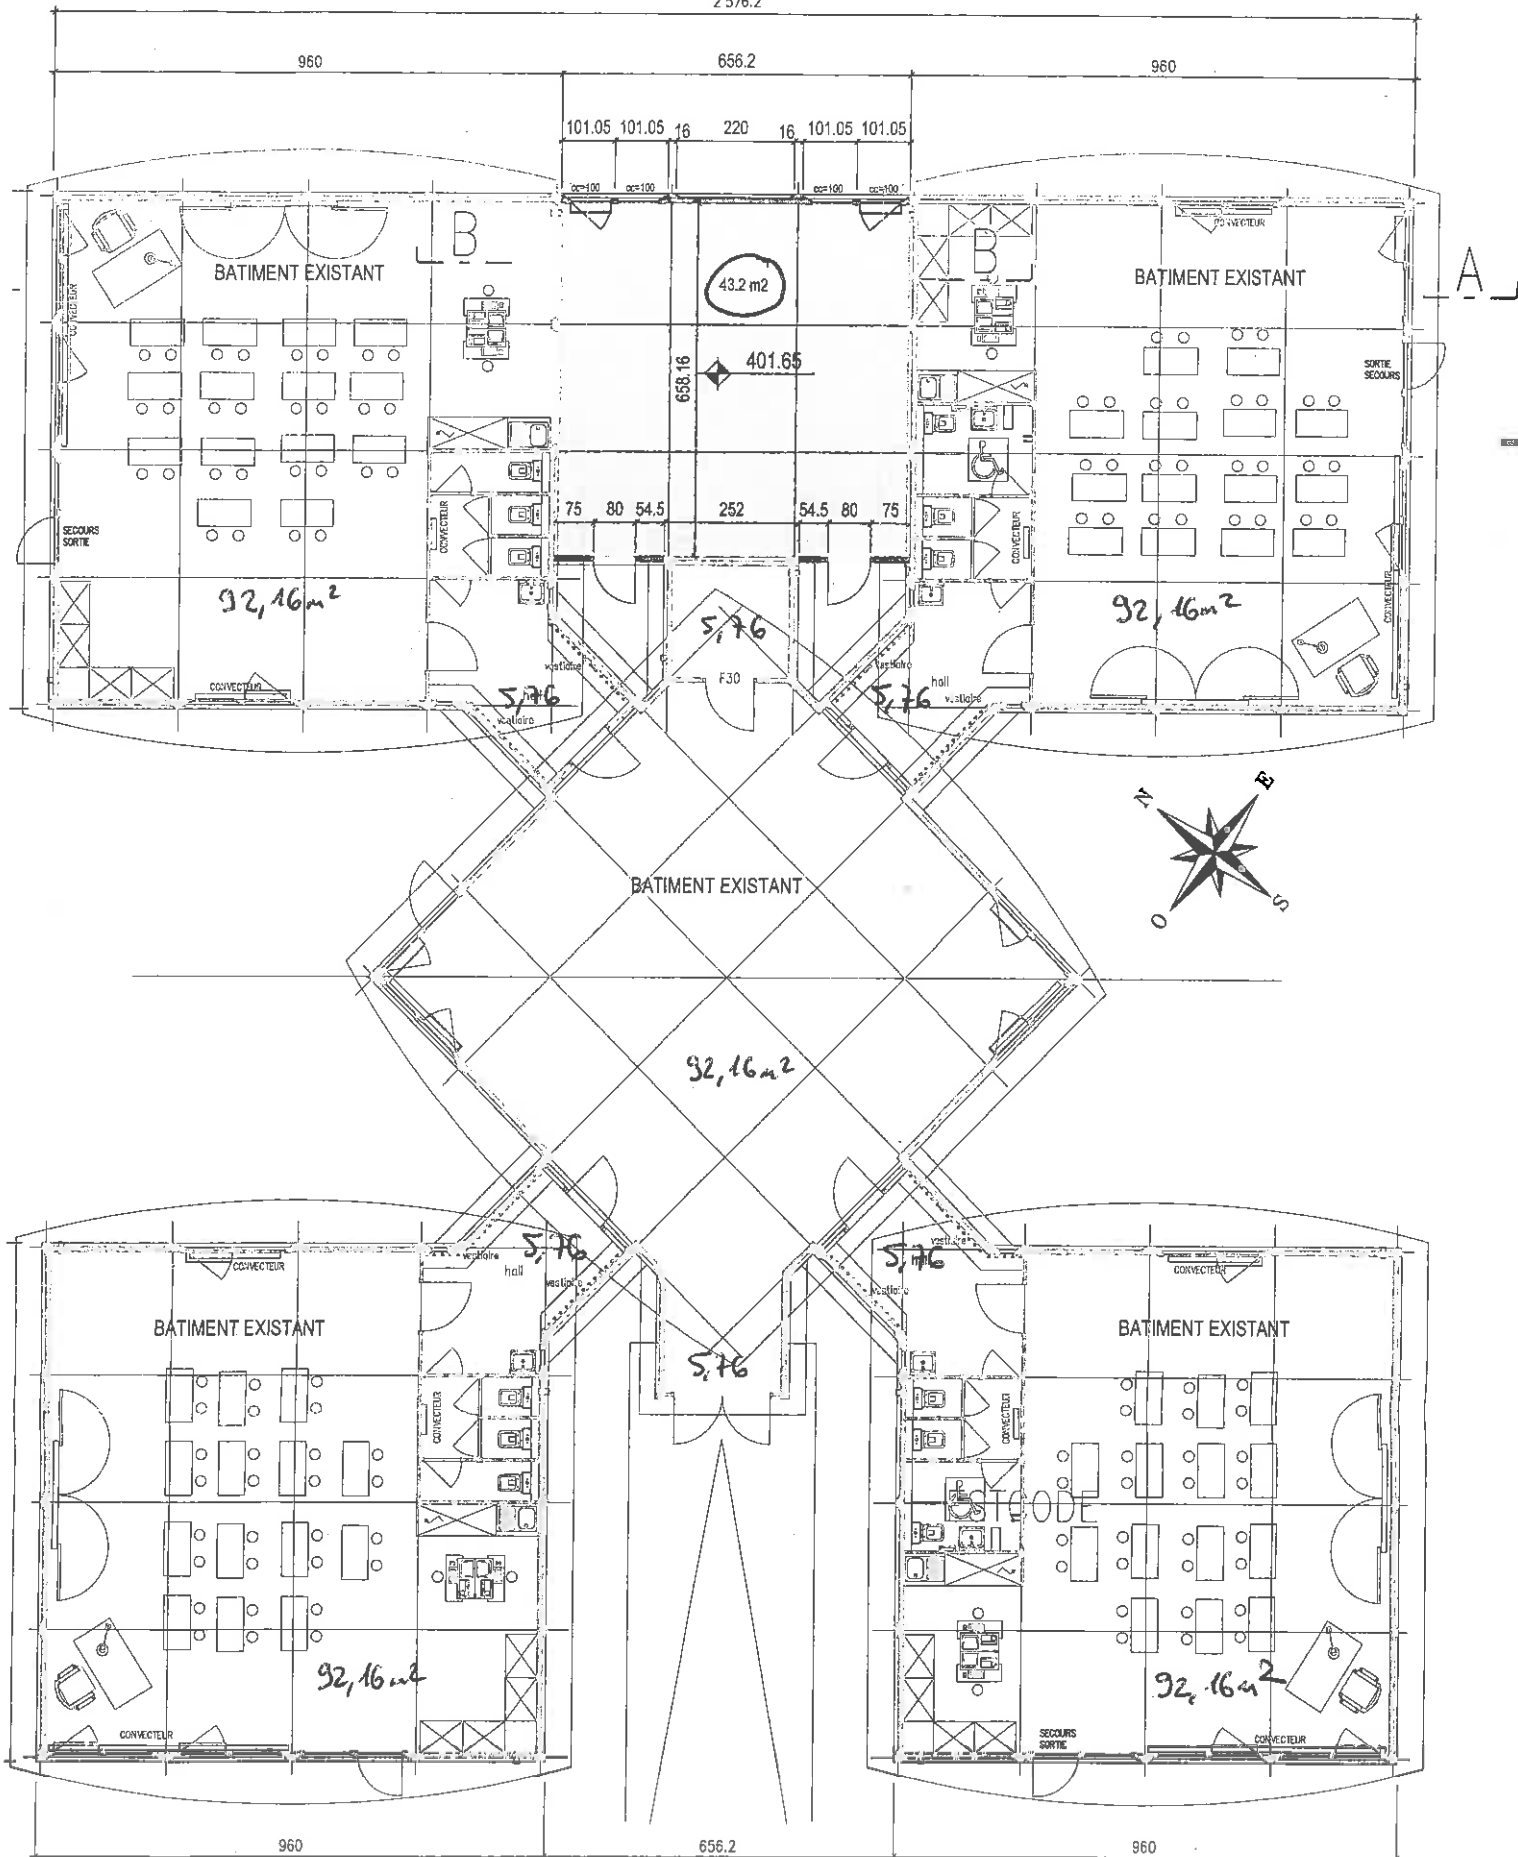 2 576.2
960
656.2
960
101.05
101.05
16
220
16
101.05
101.05
cc=100
cc=100
cc=100
cc=100
BATIMENT EXISTANT
B
43.2 m2
B
CONVECTEUR
BATIMENT EXISTANT
A
CONVECTEUR
658.16
401.65
SORTIE
SECOURS
75
80
54.5
252
54.5
80
75
CONVECTEUR
CONVECTEUR
SECOURS
SORTIE
92,16m²
5,76
92,16m²
CONVECTEUR
vestiaire
F30
vestiaire
CONVECTEUR
5,76
vestiaire
5,76
hall
vestiaire
N
E
O
S
BATIMENT EXISTANT
92,16m²
vestiaire
5,76
hall
vestiaire
CONVECTEUR
vestiaire
5,76
vestiaire
CONVECTEUR
BATIMENT EXISTANT
BATIMENT EXISTANT
5,76
CONVECTEUR
CONVECTEUR
STCODE
92,16m²
92,16m²
CONVECTEUR
SECOURS
SORTIE
CONVECTEUR
960
656.2
960